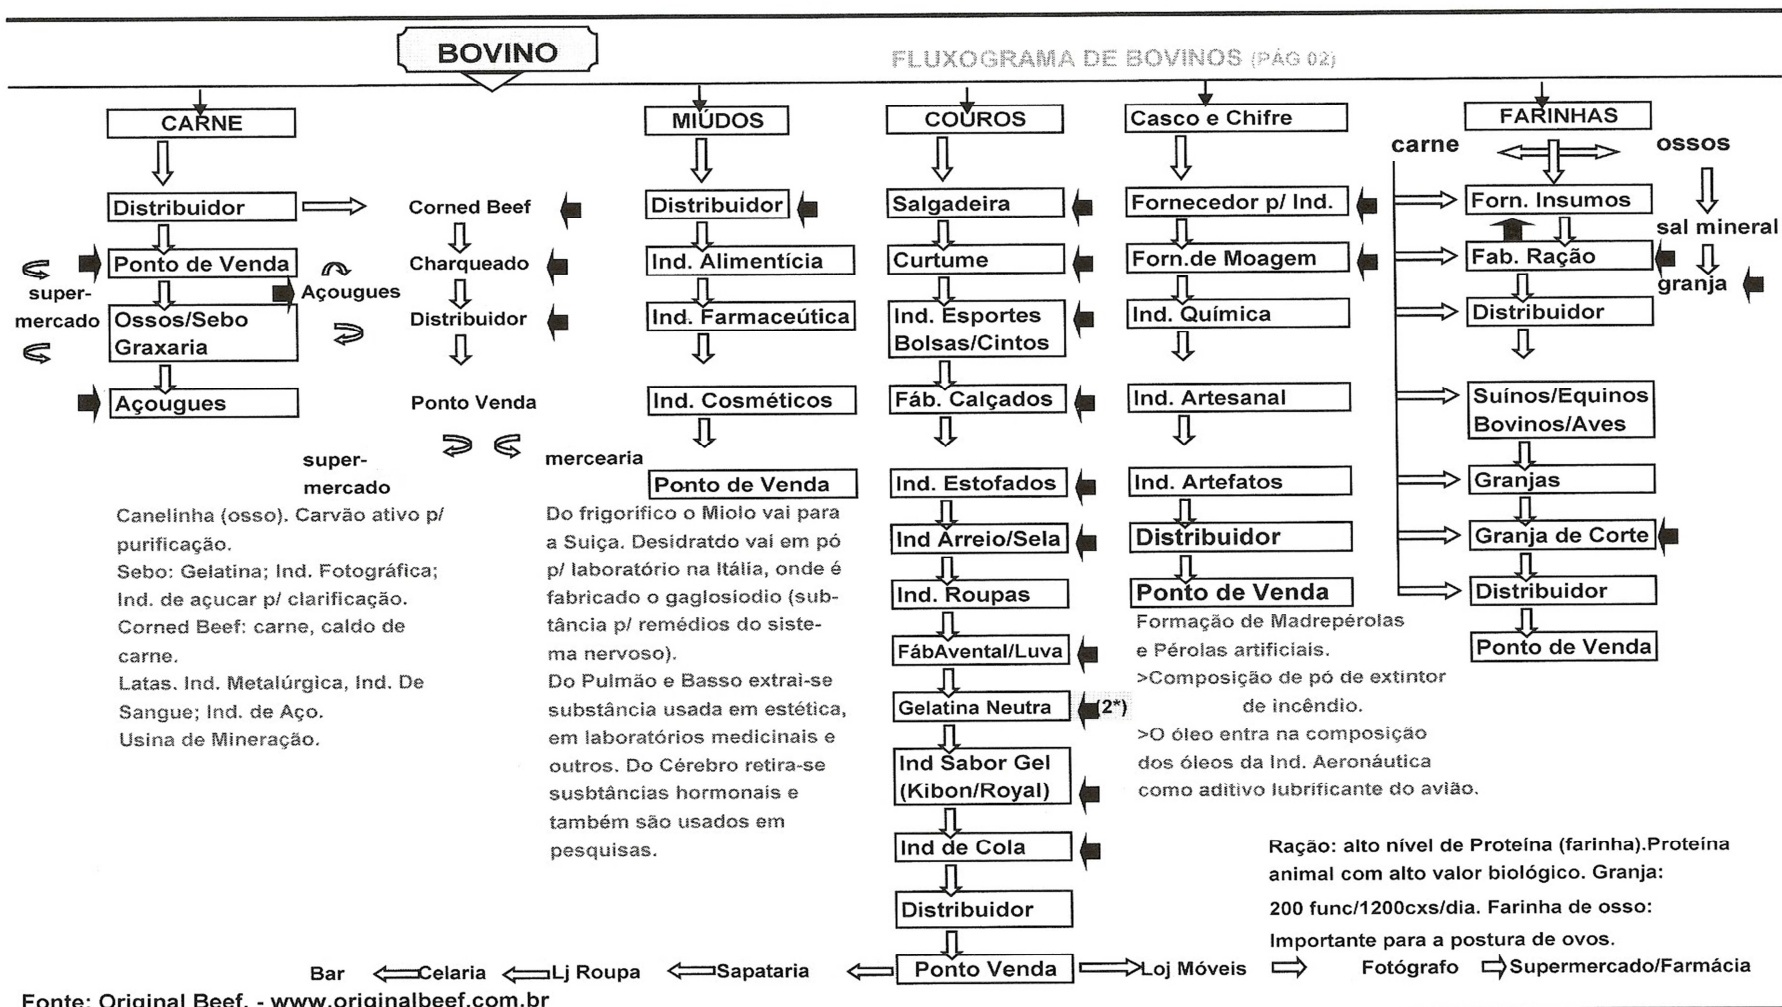 BOVINO
FLUXOGRAMA DE BOVINOS (PÁG 02)
CARNE
Distribuidor
Ponto de Venda
super-
mercado
Ossos/Sebo
Graxaria
Açougues
Corned Beef
Charqueado
Açougues
Distribuidor
Ponto Venda
super-
mercado
mercearia
Canelinha (osso). Carvão ativo p/
purificação.
Sebo: Gelatina; Ind. Fotográfica;
Ind. de açucar p/ clarificação.
Corned Beef: carne, caldo de
carne.
Latas. Ind. Metalúrgica, Ind. De
Sangue; Ind. de Aço.
Usina de Mineração.
MIÚDOS
Distribuidor
Ind. Alimentícia
Ind. Farmaceútica
Ind. Cosméticos
Ponto de Venda
Do frigorifico o Miolo vai para
a Suiça. Desidratdo vai em pó
p/ laboratório na Itália, onde é
fabricado o gaglosíodio (sub-
tância p/ remédios do siste-
ma nervoso).
Do Pulmão e Basso extrai-se
substância usada em estética,
em laboratórios medicinais e
outros. Do Cérebro retira-se
susbtâncias hormonais e
também são usados em
pesquisas.
COUROS
Salgadeira
Curtume
Ind. Esportes
Bolsas/Cintos
Fáb. Calçados
Ind. Estofados
Ind Arreio/Sela
Ind. Roupas
FábAvental/Luva
Gelatina Neutra
(2*)
Ind Sabor Gel
(Kibon/Royal)
Ind de Cola
Distribuidor
Casco e Chifre
Fornecedor p/ Ind.
Forn.de Moagem
Ind. Química
Ind. Artesanal
Ind. Artefatos
Distribuidor
Ponto de Venda
Formação de Madrepérolas
e Pérolas artificiais.
>Composição de pó de extintor
de incêndio.
>O óleo entra na composição
dos óleos da Ind. Aeronáutica
como aditivo lubrificante do avião.
FARINHAS
carne
ossos
Forn. Insumos
sal mineral
Fab. Ração
granja
Distribuidor
Suínos/Equinos
Bovinos/Aves
Granjas
Granja de Corte
Distribuidor
Ponto de Venda
Ração: alto nível de Proteína (farinha).Proteína
animal com alto valor biológico. Granja:
200 func/1200cxs/dia. Farinha de osso:
Importante para a postura de ovos.
Bar Celaria Lj Roupa Sapataria Ponto Venda Loj Móveis Fotógrafo Supermercado/Farmácia
Fonte: Original Beef. - www.originalbeef.com.br